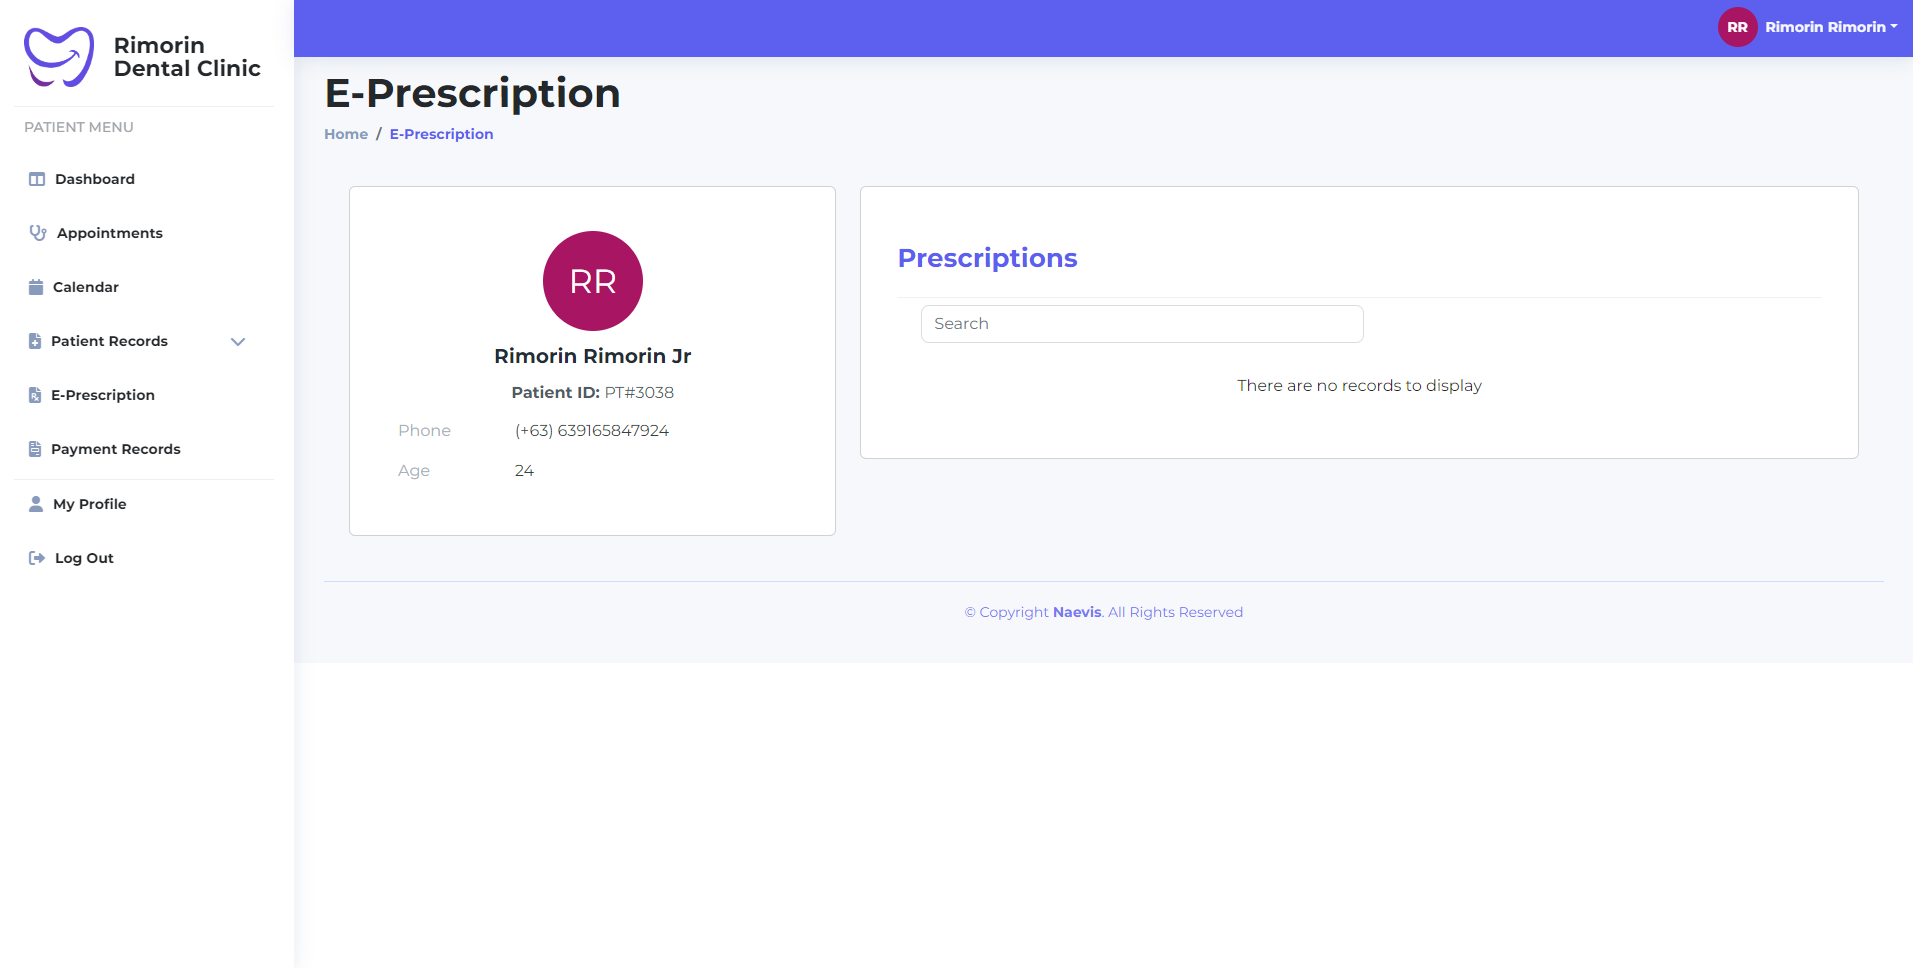 Rimorin
Dental Clinic
PATIENT MENU
Dashboard
Appointments
Calendar
Patient Records
E-Prescription
Payment Records
My Profile
Log Out
RR Rimorin Rimorin
E-Prescription
Home / E-Prescription
RR
Rimorin Rimorin Jr
Patient ID: PT#3038
Phone (+63) 639165847924
Age 24
Prescriptions
Search
There are no records to display
© Copyright Naevis. All Rights Reserved